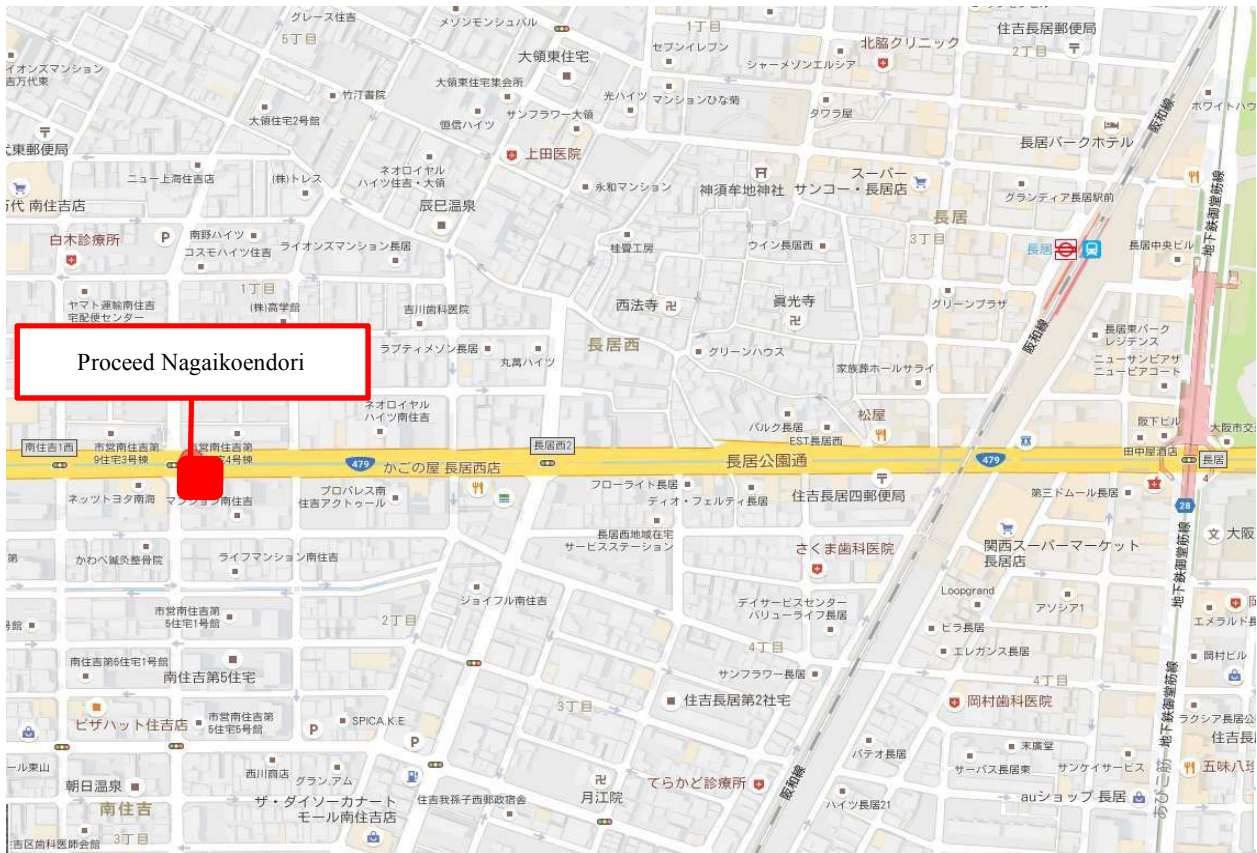 グレース住吉
5丁目
メゾンモンシュバル
1丁目
セブンイレブン
北脇クリニック
シャーメゾンエルシア
住吉長居郵便局
2丁目
イオンズマンション
吉万代東
大領東住宅
大領東住宅集会所
竹汀書院
光ハイツ
マンションひな菊
サンフラワー大領
恒信ハイツ
タワラ屋
ホワイトハウ
阪和線
大領住宅2号館
東郵便局
上田医院
長居パークホテル
ニュー上海住吉店
(株)トレス
ネオロイヤル
ハイツ住吉・大領
永和マンション
神須牟地神社
スーパー
サンコー・長居店
グランディア長居駅前
地下鉄御堂筋線
万代 南住吉店
辰巳温泉
長居
3丁目
白木診療所
P
南野ハイツ
コスモハイツ住吉
ライオンズマンション長居
桂畳工房
ウイン長居西
長居
長居中央ビル
1丁目
ヤマト運輸南住吉
宅配便センター
(株)高学館
吉川歯科医院
西法寺
眞光寺
グリーンプラザ
阪和線
長居東パーク
レジデンス
Proceed Nagaikoendori
ラプティメゾン長居
丸萬ハイツ
長居西
グリーンハウス
家族葬ホールサライ
ニューサンピアザ
ニューピアコート
ネオロイヤル
ハイツ南住吉
バルク長居
EST長居西
松屋
阪下ビル
大阪市交
南住吉1西
市営南住吉第
9住宅3号棟
市営南住吉第
4号棟
長居西2
田中屋酒店
長居
479
かごの屋 長居西店
長居公園通
479
4
ネッツトヨタ南海
マンション南住吉
プロパレス南
住吉アクトゥール
フローライト長居
ディオ・フェルティ長居
住吉長居四郵便局
第三ドムール長居
28
長居西地域在宅
サービスステーション
さくま歯科医院
関西スーパーマーケット
長居店
文 大阪
第
かわべ鍼灸整骨院
ライフマンション南住吉
地下鉄御堂筋線
ジョイフル南住吉
デイサービスセンター
バリューライフ長居
Loopgrand
アソシア1
市営南住吉第
5住宅1号館
2丁目
号館
ビラ長居
エメラルド長
4丁目
エレガンス長居
岡村ビル
南住吉第6住宅1号館
南住吉第5住宅
サンフラワー長居
4丁目
地下鉄御堂筋線
3丁目
住吉長居第2社宅
岡村歯科医院
ピザハット住吉店
市営南住吉第
5住宅5号館
P
SPICA.K.E
P
ラクシア長居公
住吉長居
パテオ長居
末廣堂
ール東山
西川商店
グラン.アム
サーパス長居東
サンケイサービス
五味八珍
朝日温泉
月江院
てらかど診療所
阪和線
南住吉
ザ・ダイソーカナート
モール南住吉店
住吉我孫子西郵政宿舎
ハイツ長居21
auショップ 長居
あびこ筋
吉区歯科医師会館
3丁目